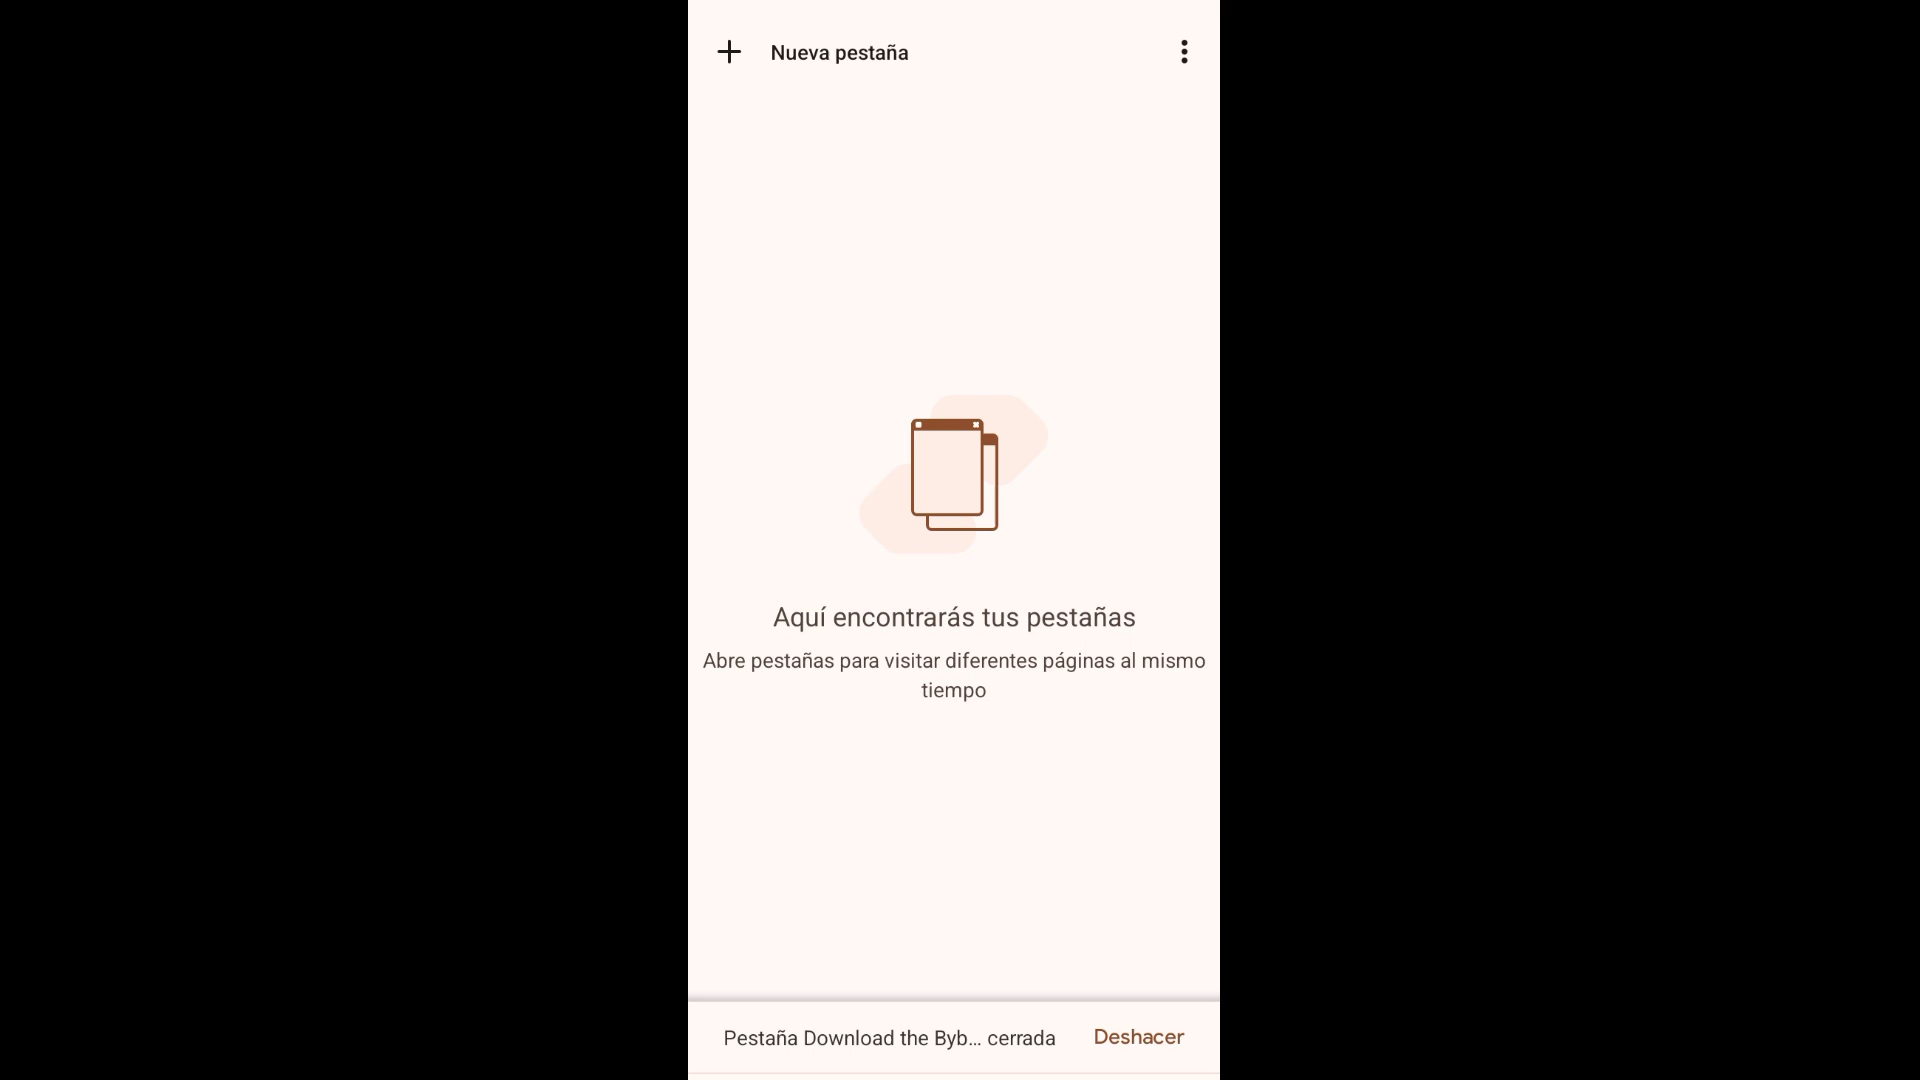 Nueva pestaña
Aquí encontrarás tus pestañas
Abre pestañas para visitar diferentes páginas al mismo
tiempo
Pestaña Download the Byb... cerrada
Deshacer